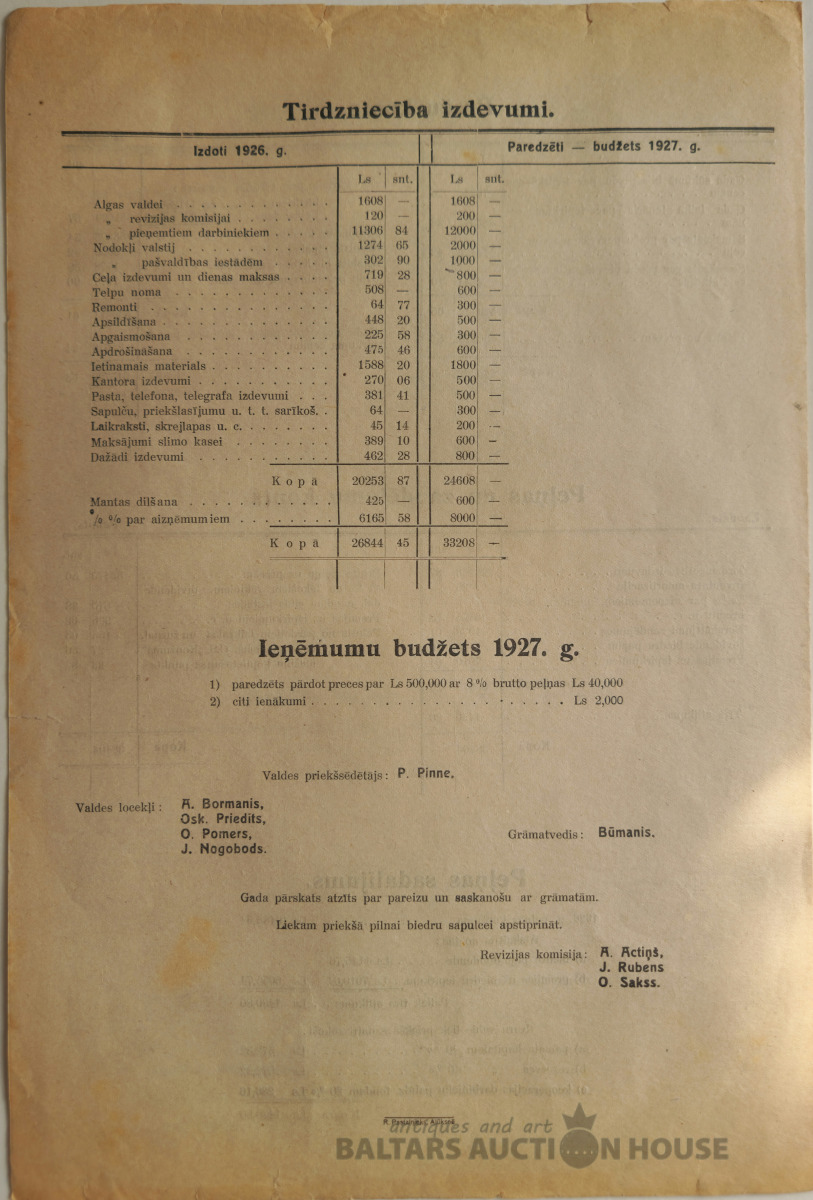 Tirdzniecība izdevumi.
Izdoti 1926. g. Paredzēti — budžets 1927. g.
Ls snt. Ls snt.
Algas valdei . . . . . . . . . . . . . 1608 — 1608 —
„ revizijas komisijai . . . . . . . . 120 — 200 —
„ pieņemtiem darbiniekiem . . . . . 11306 84 12000 —
Nodokļi valstij . . . . . . . . . . . . 1274 65 2000 —
„ pašvaldības iestādēm . . . . . 302 90 1000 —
Ceļa izdevumi un dienas maksas . . . . 719 28 800 —
Telpu noma . . . . . . . . . . . . . 508 — 600 —
Remonti . . . . . . . . . . . . . . . 64 77 300 —
Apsildīšana . . . . . . . . . . . . . . 448 20 500 —
Apgaismošana . . . . . . . . . . . . 225 58 300 —
Apdrošināšana . . . . . . . . . . . . 475 46 600 —
Ietinamais materials . . . . . . . . . . 1588 20 1800 —
Kantora izdevumi . . . . . . . . . . . 270 06 500 —
Pasta, telefona, telegrafa izdevumi . . . 381 41 500 —
Sapulču, priekšlasījumu u. t. t. sarīkoš. . 64 — 300 —
Laikraksti, skrejlapas u. c. . . . . . . . 45 14 200 —
Maksājumi slimo kasei . . . . . . . . 389 10 600 —
Dažādi izdevumi . . . . . . . . . . . 462 28 800 —
Kopā 20253 87 24608 —
Mantas dilšana . . . . . . . . . . . . 425 — 600 —
% % par aizņēmumiem . . . . . . . . 6165 58 8000 —
Kopā 26844 45 33208 —
Ieņēmumu budžets 1927. g.
1) paredzēts pārdot preces par Ls 500,000 ar 8 % brutto peļņas Ls 40,000
2) citi ienākumi . . . . . . . . . . . . . . . . . . . . . Ls 2,000
Valdes priekšsēdētājs: P. Pinne.
Valdes locekļi: A. Bormanis,
Osk. Priedits,
O. Pomers,
J. Nogobods.
Grāmatvedis: Būmanis.
Gada pārskats atzīts par pareizu un saskanošu ar grāmatām.
Liekam priekšā pilnai biedru sapulcei apstiprināt.
Revizijas komisija: A. Actiņš,
J. Rubens
O. Sakss.
antiques and art
BALTARS AUCTION HOUSE